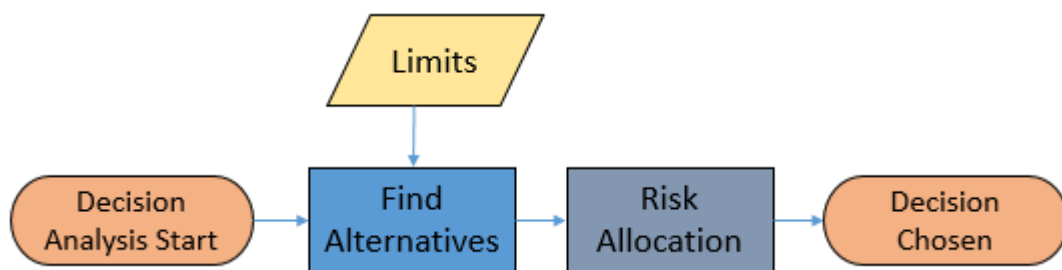 Limits
Decision
Analysis Start
Find
Alternatives
Risk
Allocation
Decision
Chosen